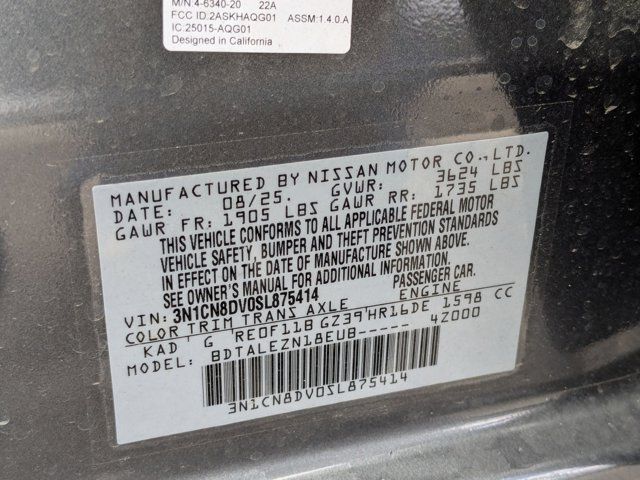 M/N:4-6340-20 22A
FCC ID:2ASKHAQG01 ASSM:1.4.0.A
IC:25015-AQG01
Designed in California
MANUFACTURED BY NISSAN MOTOR CO.,LTD.
DATE: 08/25. GVWR: 3624 LBS
GAWR FR: 1905 LBS GAWR RR: 1735 LBS
THIS VEHICLE CONFORMS TO ALL APPLICABLE FEDERAL MOTOR
VEHICLE SAFETY, BUMPER AND THEFT PREVENTION STANDARDS
IN EFFECT ON THE DATE OF MANUFACTURE SHOWN ABOVE.
SEE OWNER'S MANUAL FOR ADDITIONAL INFORMATION.
VIN: 3N1CN8DV0SL875414 PASSENGER CAR.
COLOR TRIM TRANS AXLE ENGINE
KAD G RE0F11B GZ39 HR16DE 1598 CC
MODEL: BDTALEZN18EUB----- 4Z000
3N1CN8DV0SL875414